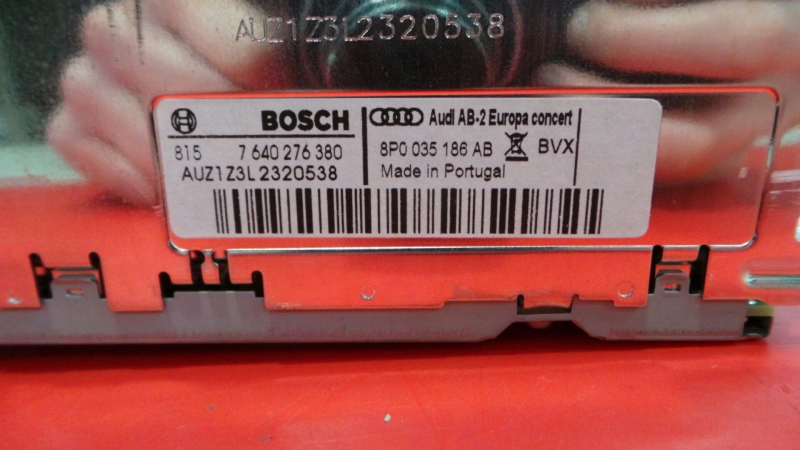 AUZ1Z3L2320538
BOSCH
Audi AB-2 Europa concert
815 7 640 276 380
8P0 035 186 AB BVX
AUZ1Z3L2320538
Made in Portugal